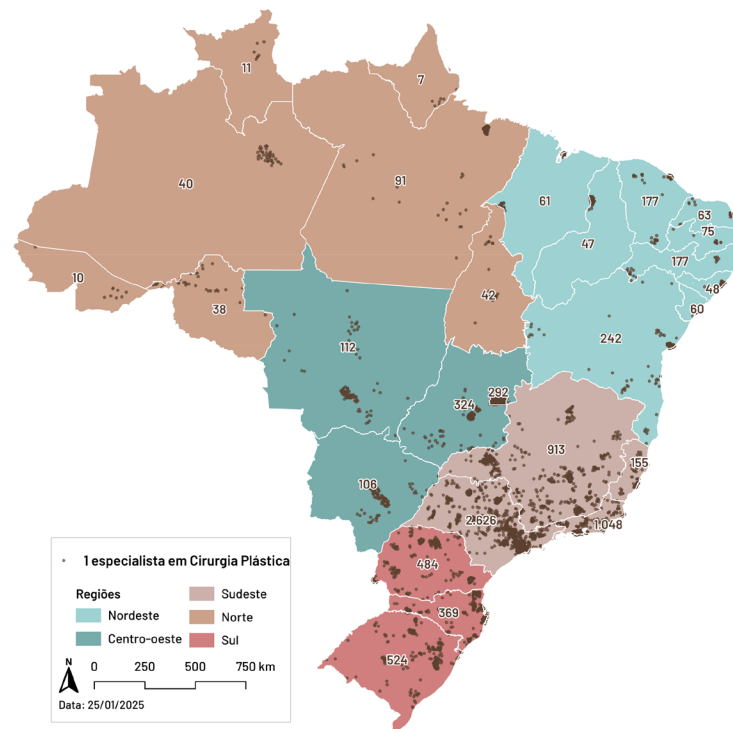 11
7
40
91
61
177
63
75
47
177
10
48
38
42
60
242
112
292
324
913
155
106
2.626
1.048
484
369
524
1 especialista em Cirurgia Plástica
Regiões
Sudeste
Nordeste
Norte
Centro-oeste
Sul
N
0 250 500 750 km
Data: 25/01/2025